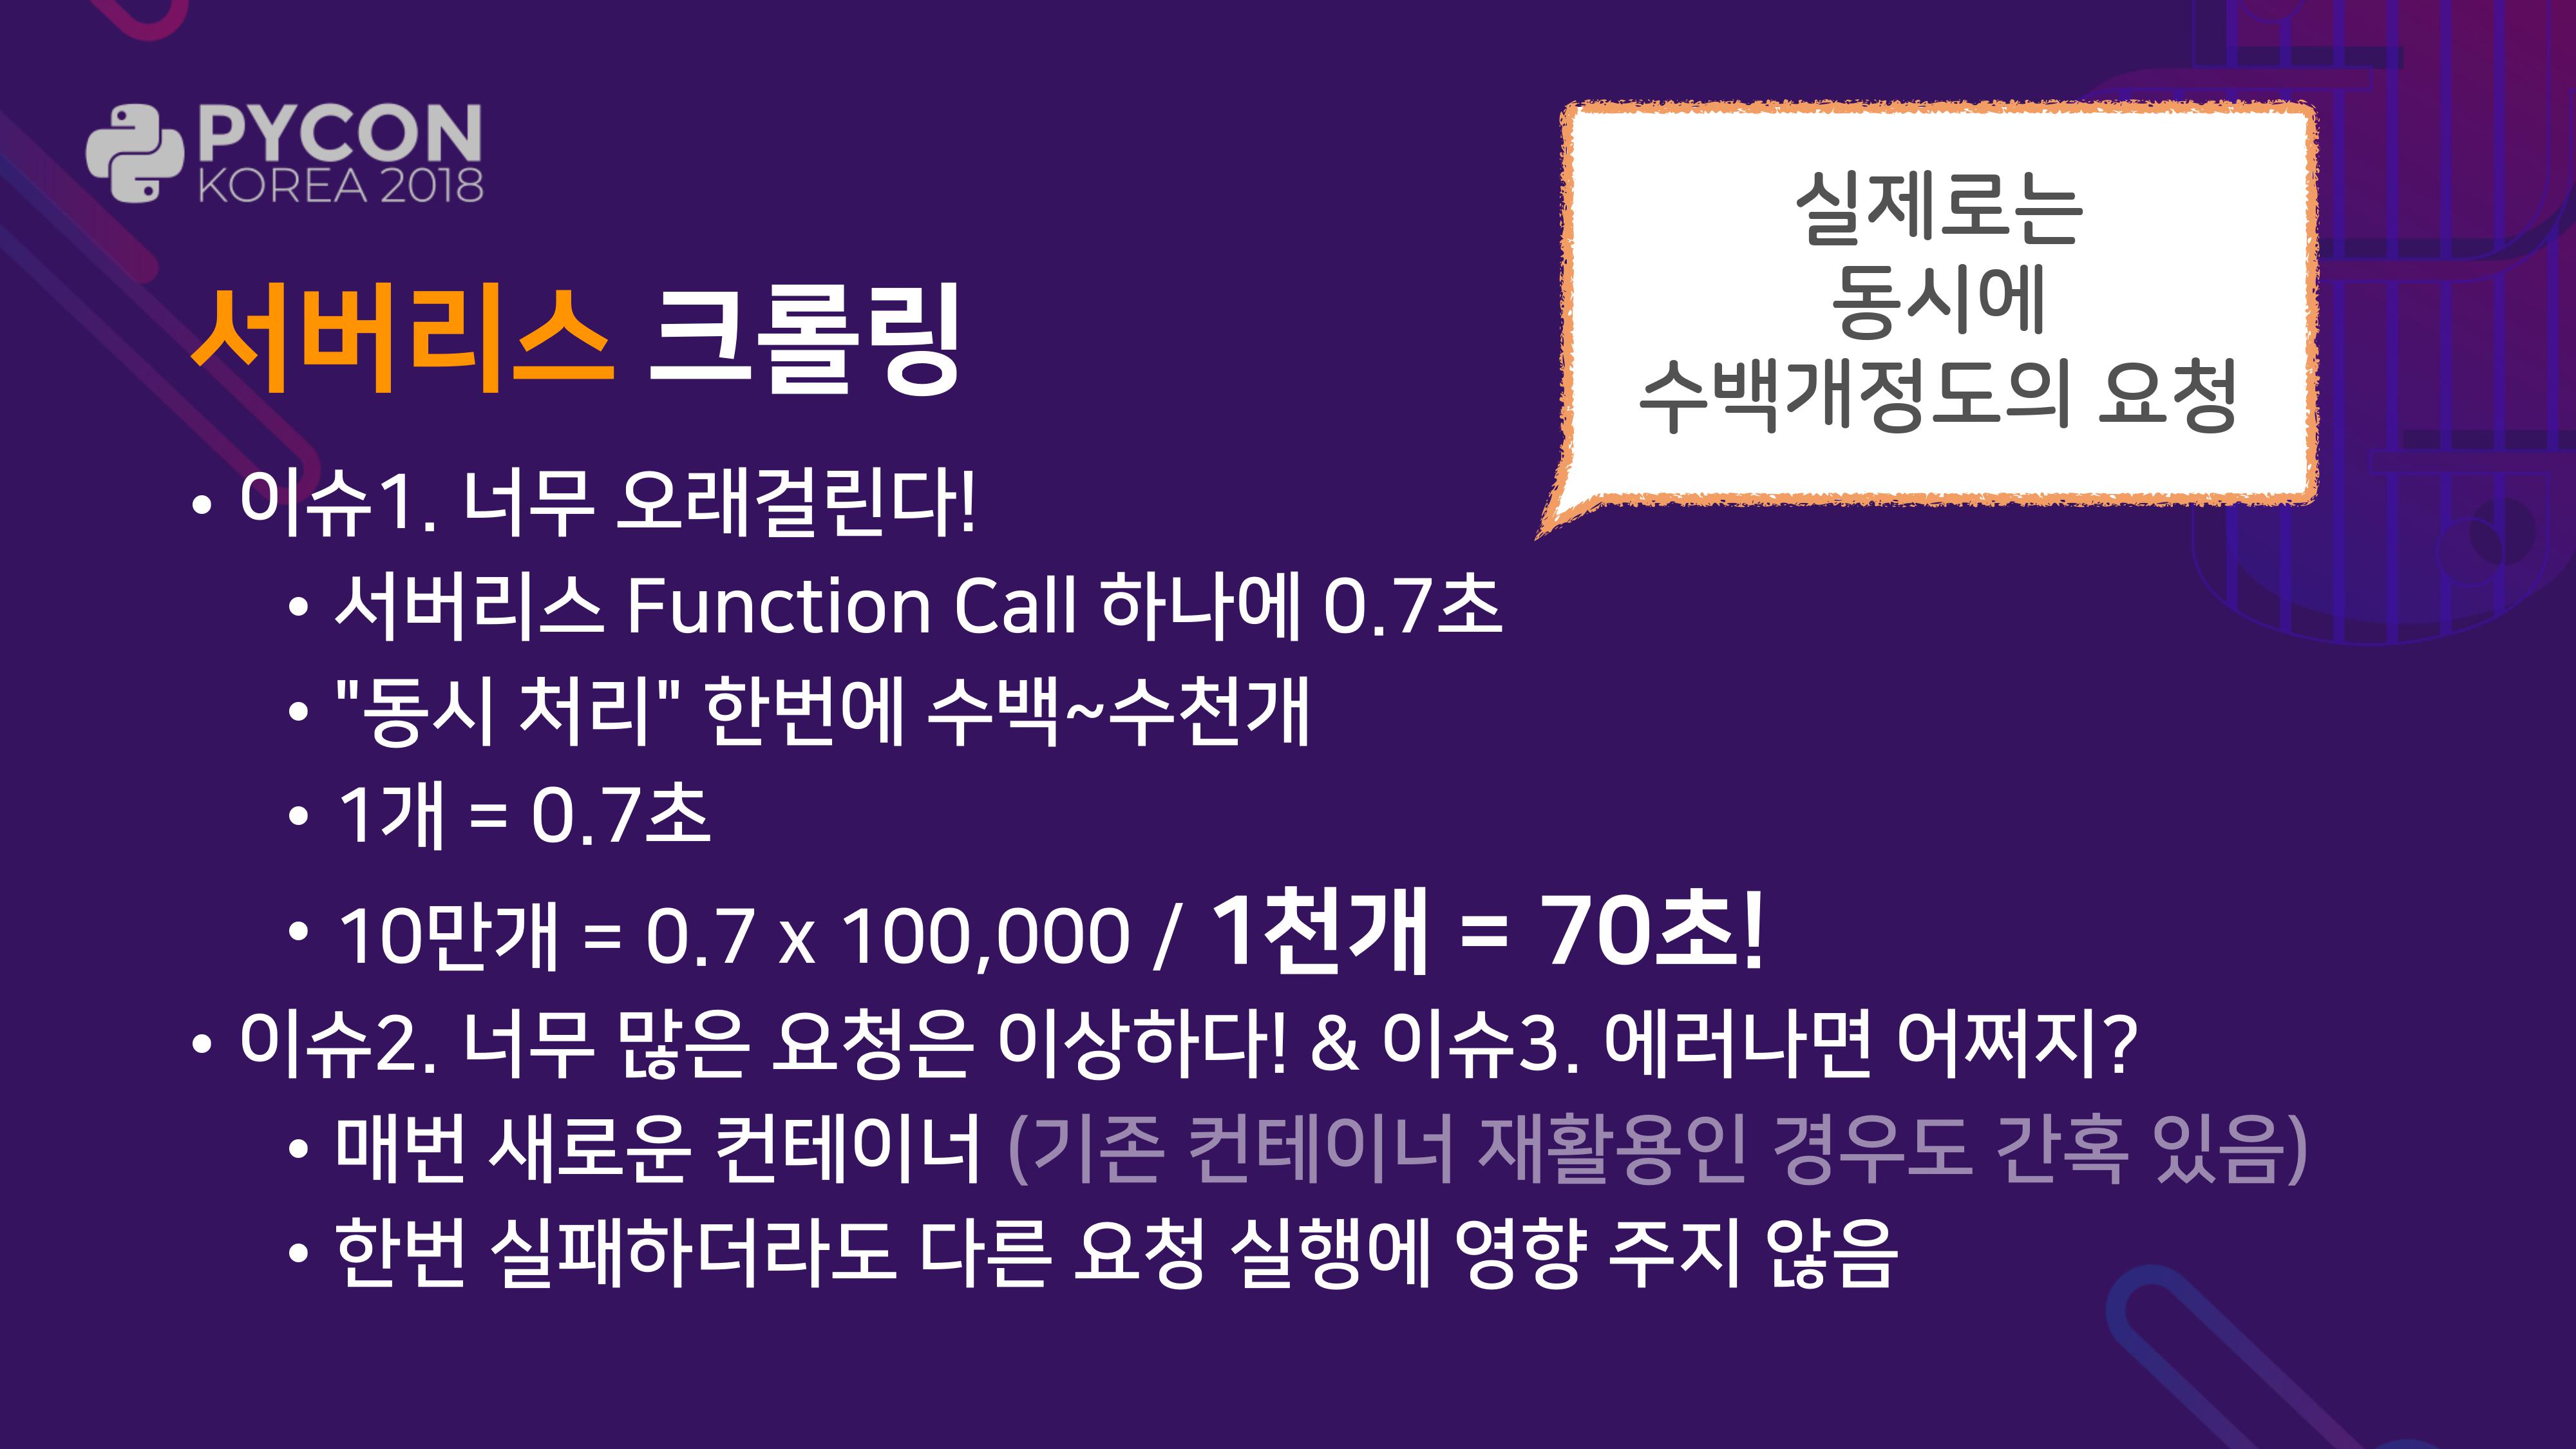 PYCON
KOREA 2018
실제로는
동시에
수백개정도의 요청
서버리스 크롤링
• 이슈1. 너무 오래걸린다!
• 서버리스 Function Call 하나에 0.7초
• "동시 처리" 한번에 수백~수천개
• 1개 = 0.7초
• 10만개 = 0.7 x 100,000 / 1천개 = 70초!
• 이슈2. 너무 많은 요청은 이상하다! & 이슈3. 에러나면 어쩌지?
• 매번 새로운 컨테이너 (기존 컨테이너 재활용인 경우도 간혹 있음)
• 한번 실패하더라도 다른 요청 실행에 영향 주지 않음